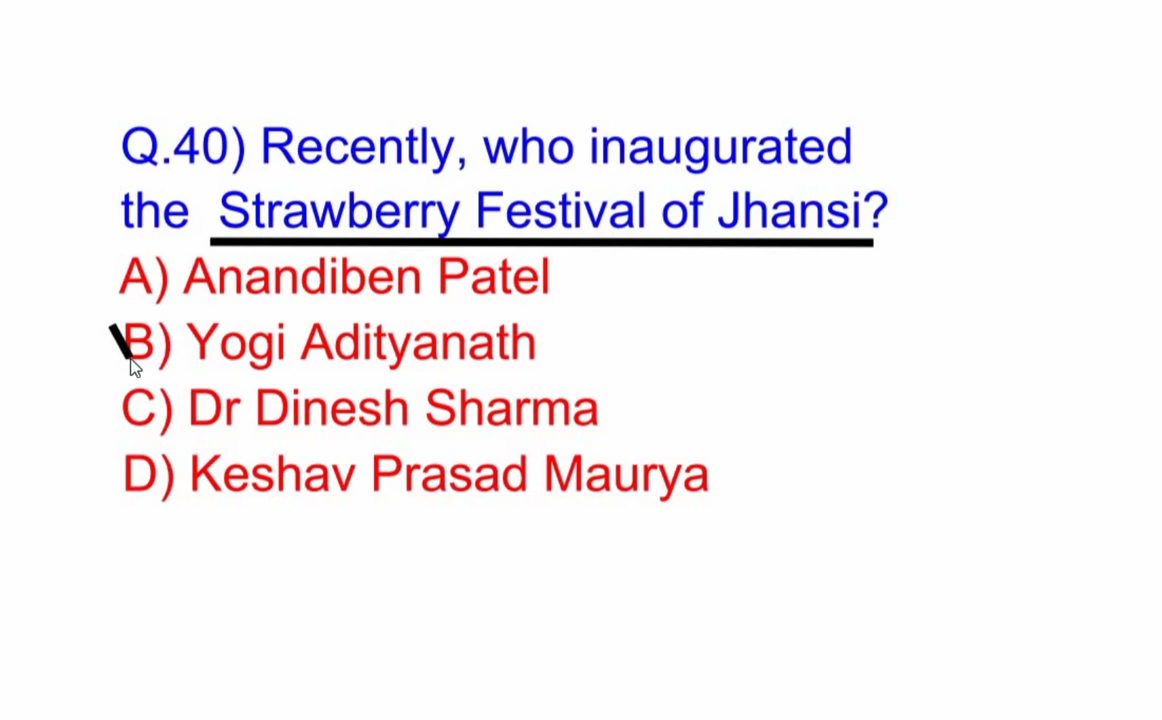 Q.40) Recently, who inaugurated
the Strawberry Festival of Jhansi?
A) Anandiben Patel
B) Yogi Adityanath
C) Dr Dinesh Sharma
D) Keshav Prasad Maurya